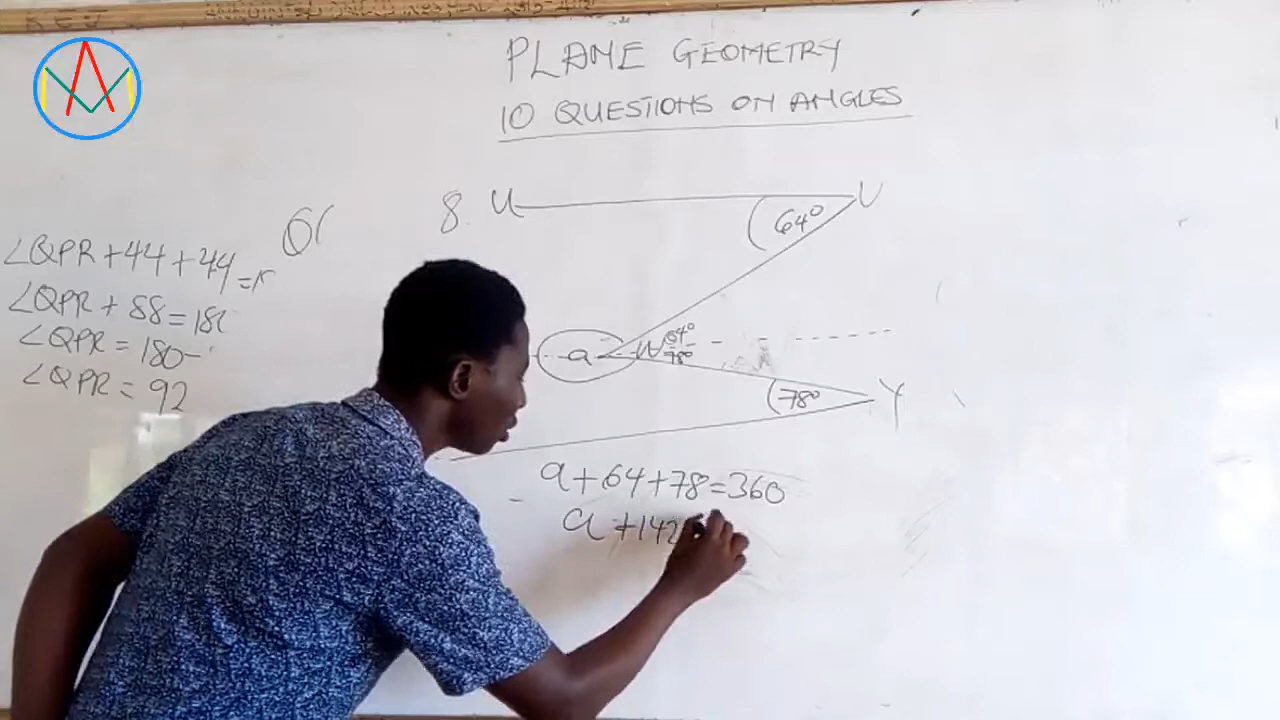 PLANE GEOMETRY
10 QUESTIONS ON ANGLES
∠QPR + 44 + 44 =
∠QPR + 88 = 18
∠QPR = 180-
∠QPR = 92
8. U
V
64°
a
W
64°
78°
78°
Y
a + 64 + 78 = 360
a + 142